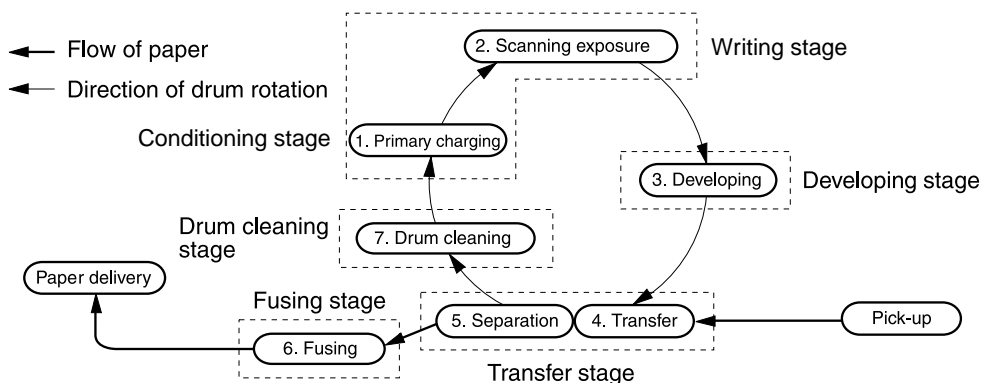 Flow of paper
Direction of drum rotation
2. Scanning exposure
Writing stage
Conditioning stage
1. Primary charging
3. Developing
Developing stage
Drum cleaning
stage
7. Drum cleaning
Paper delivery
Fusing stage
5. Separation
4. Transfer
Pick-up
6. Fusing
Transfer stage